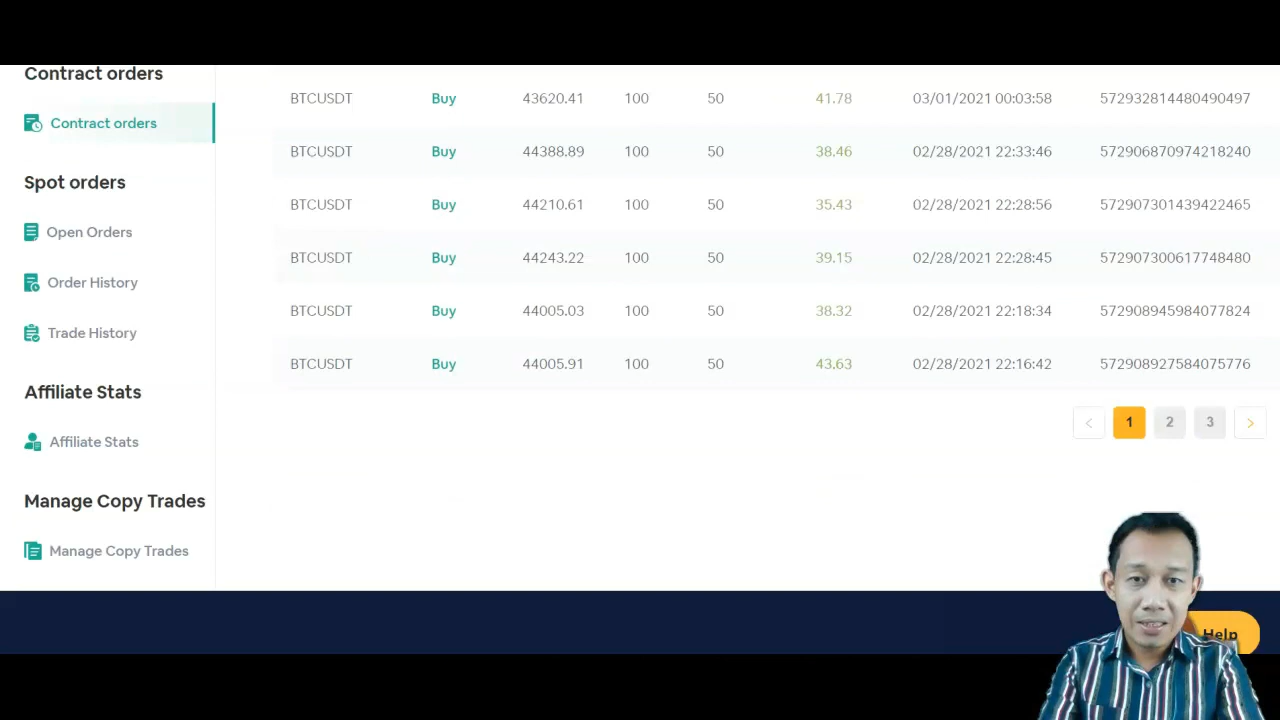 Contract orders
Contract orders
Spot orders
Open Orders
Order History
Trade History
Affiliate Stats
Affiliate Stats
Manage Copy Trades
Manage Copy Trades
BTCUSDT Buy 43620.41 100 50 41.78 03/01/2021 00:03:58 572932814480490497
BTCUSDT Buy 44388.89 100 50 38.46 02/28/2021 22:33:46 572906870974218240
BTCUSDT Buy 44210.61 100 50 35.43 02/28/2021 22:28:56 572907301439422465
BTCUSDT Buy 44243.22 100 50 39.15 02/28/2021 22:28:45 572907300617748480
BTCUSDT Buy 44005.03 100 50 38.32 02/28/2021 22:18:34 572908945984077824
BTCUSDT Buy 44005.91 100 50 43.63 02/28/2021 22:16:42 572908927584075776
< 1 2 3 >
Help